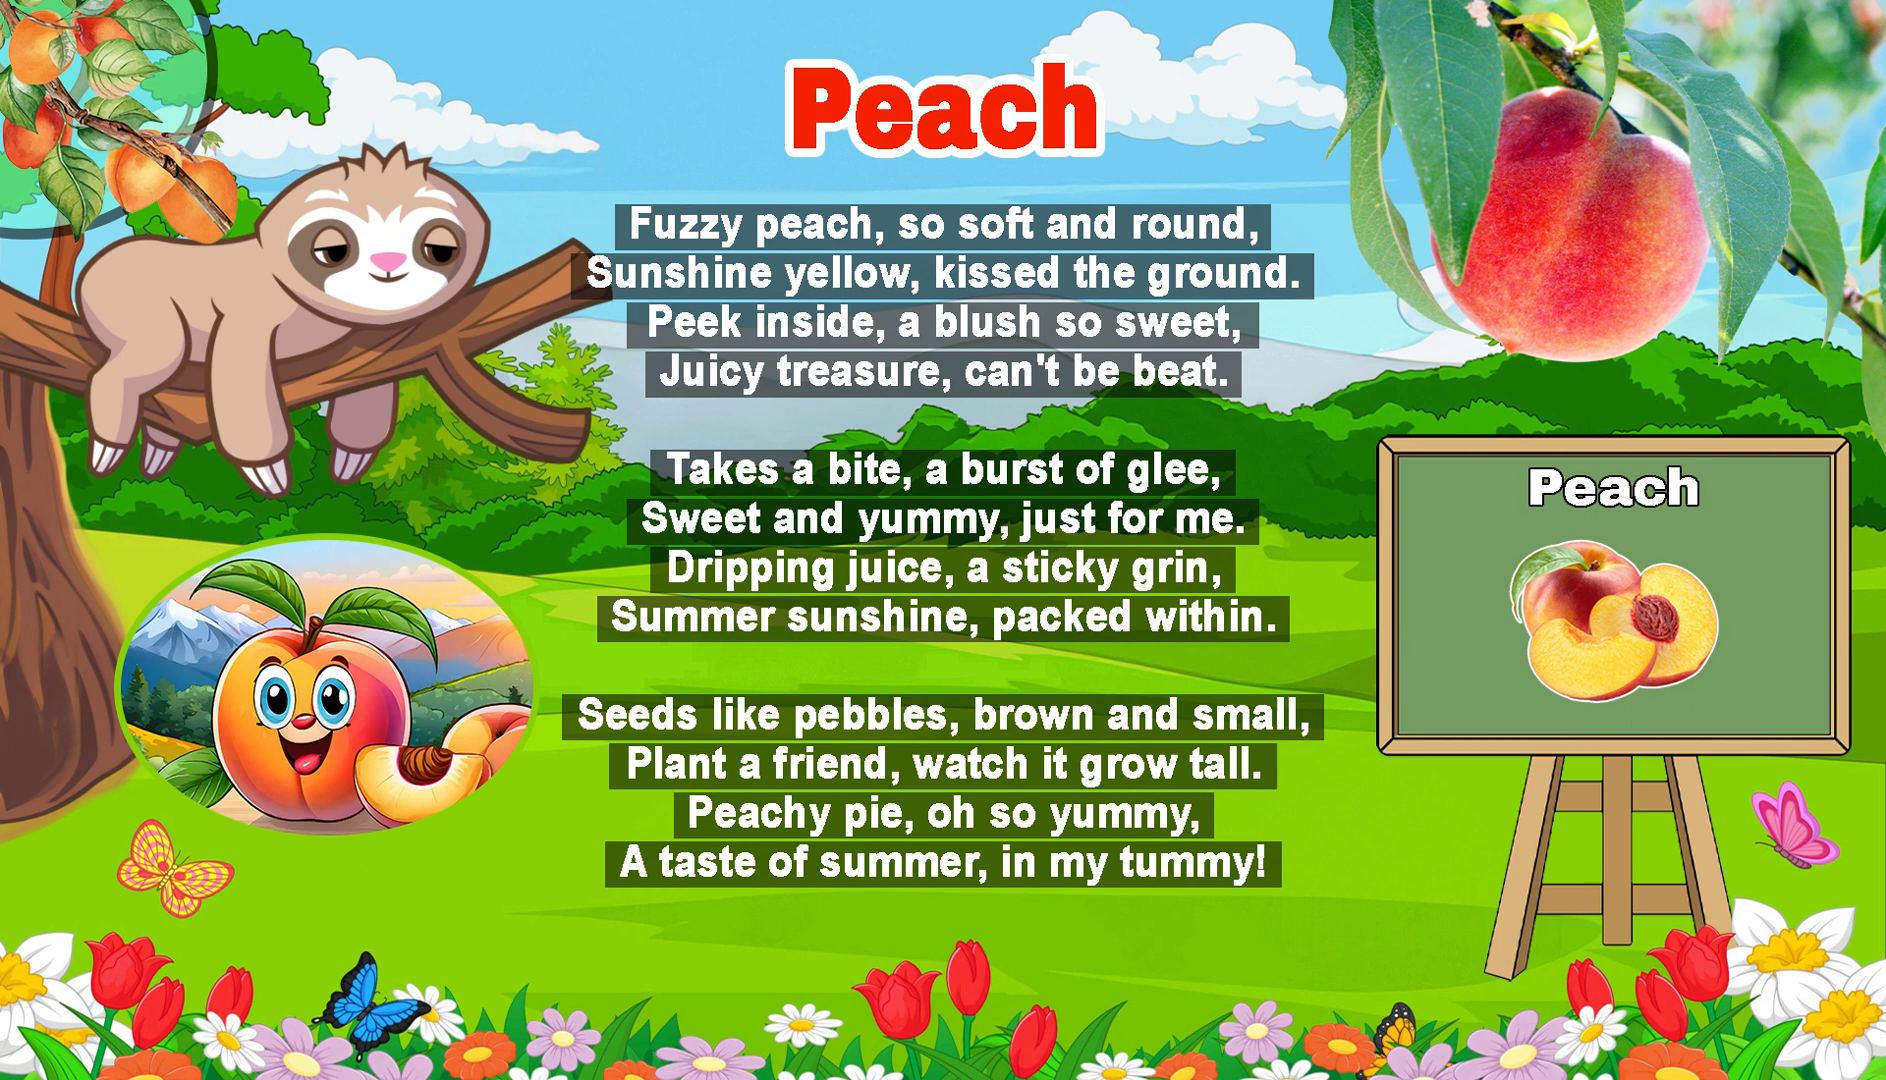 Peach
Fuzzy peach, so soft and round,
Sunshine yellow, kissed the ground.
Peek inside, a blush so sweet,
Juicy treasure, can't be beat.
Takes a bite, a burst of glee,
Sweet and yummy, just for me.
Dripping juice, a sticky grin,
Summer sunshine, packed within.
Seeds like pebbles, brown and small,
Plant a friend, watch it grow tall.
Peachy pie, oh so yummy,
A taste of summer, in my tummy!
Peach